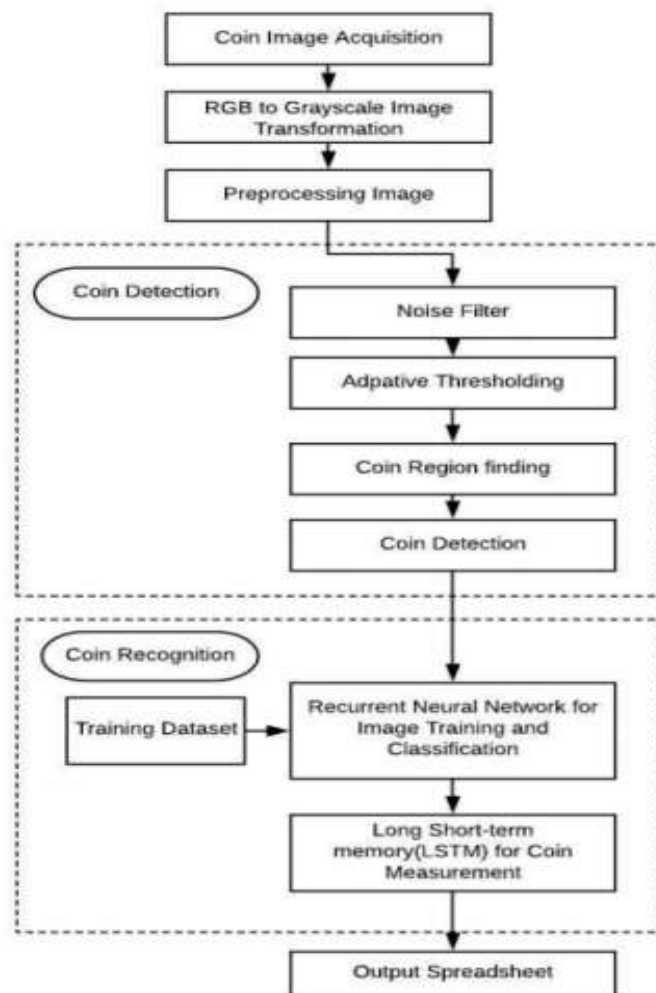 Coin Image Acquisition
RGB to Grayscale Image
Transformation
Preprocessing Image
Coin Detection
Noise Filter
Adpative Thresholding
Coin Region finding
Coin Detection
Coin Recognition
Training Dataset
Recurrent Neural Network for
Image Training and
Classification
Long Short-term
memory(LSTM) for Coin
Measurement
Output Spreadsheet